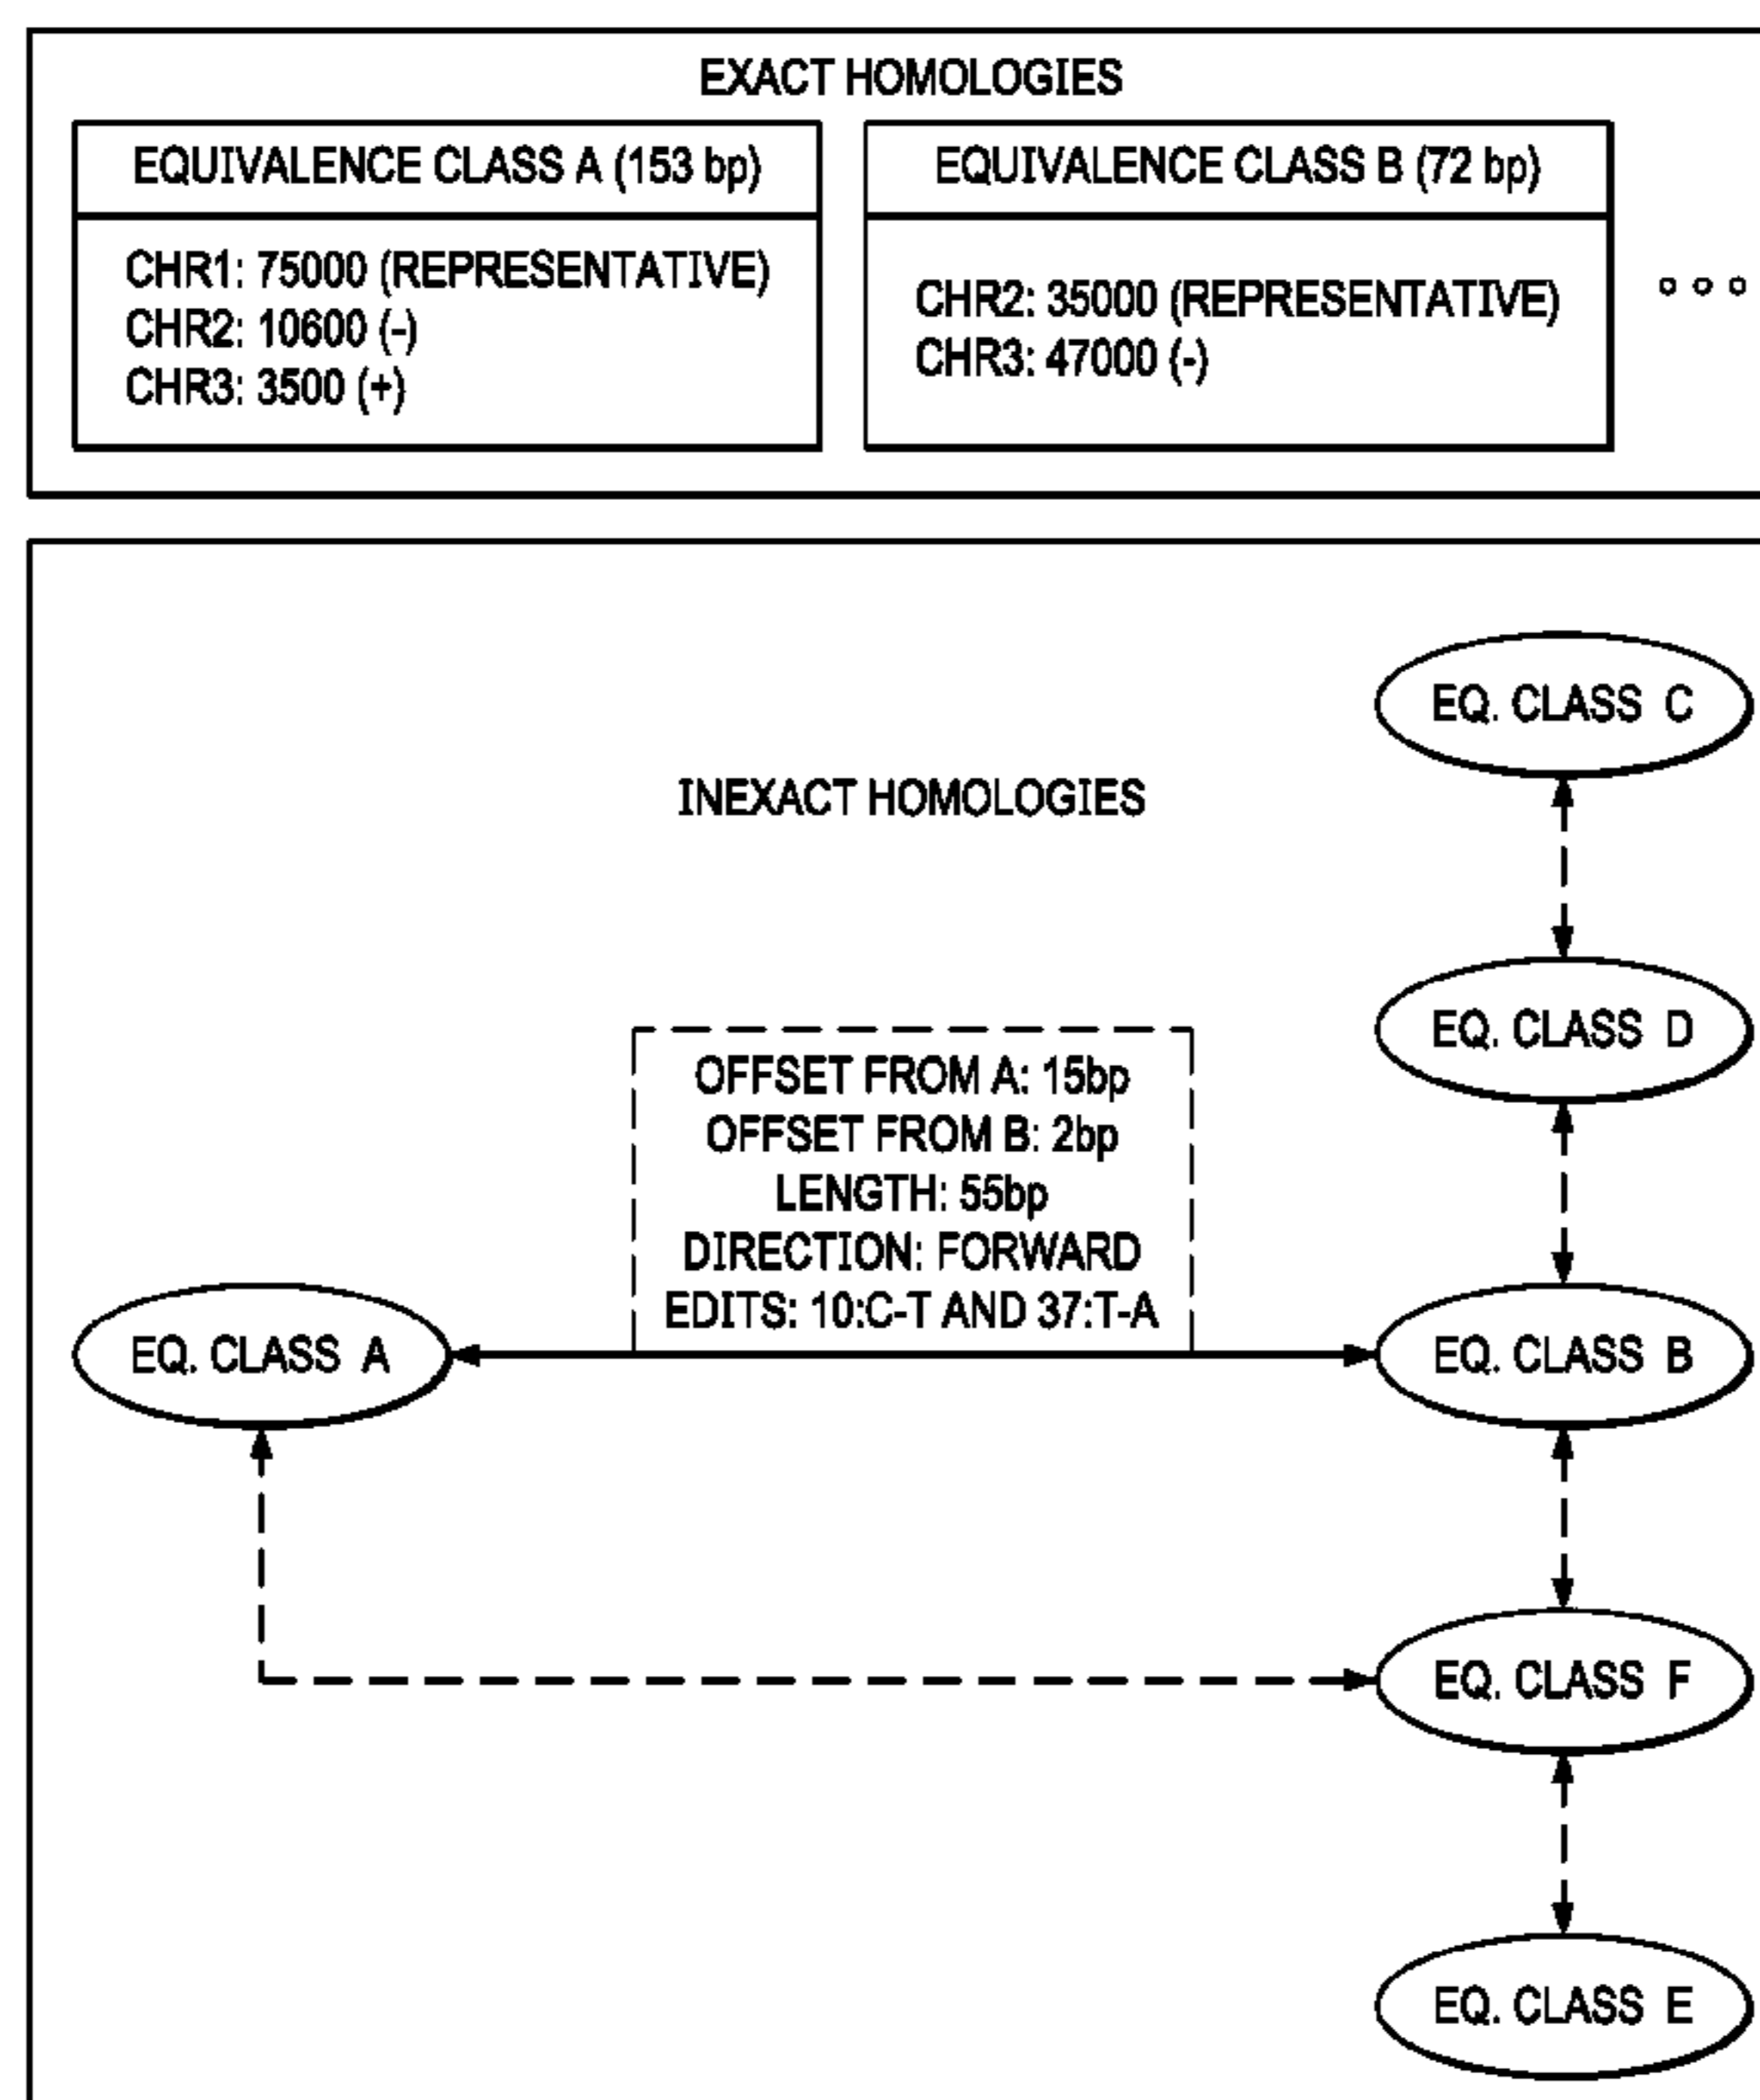 EXACT HOMOLOGIES
EQUIVALENCE CLASS A (153 bp)
CHR1: 75000 (REPRESENTATIVE)
CHR2: 10600 (-)
CHR3: 3500 (+)
EQUIVALENCE CLASS B (72 bp)
CHR2: 35000 (REPRESENTATIVE)
CHR3: 47000 (-)
INEXACT HOMOLOGIES
EQ. CLASS C
EQ. CLASS D
OFFSET FROM A: 15bp
OFFSET FROM B: 2bp
LENGTH: 55bp
DIRECTION: FORWARD
EDITS: 10:C-T AND 37:T-A
EQ. CLASS A
EQ. CLASS B
EQ. CLASS F
EQ. CLASS E